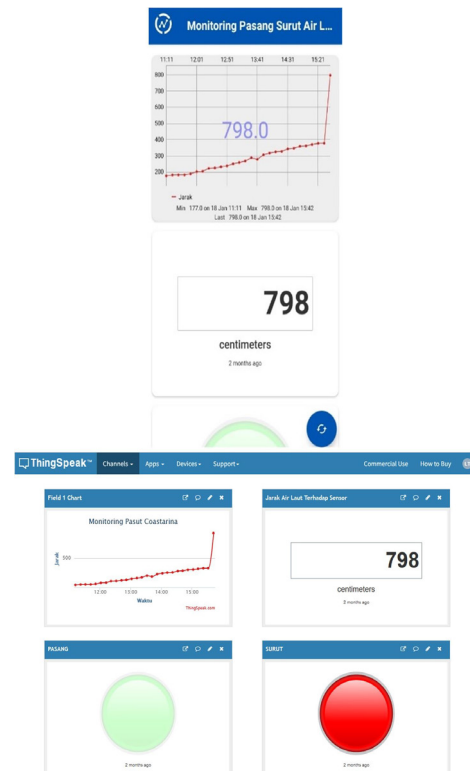 Monitoring Pasang Surut Air L...
11:11 12:01 12:51 13:41 14:31 15:21
800
700
600
500
400
300
200
798.0
Jarak
Min 177.0 on 18 Jan 11:11 Max 798.0 on 18 Jan 15:42
Last 798.0 on 18 Jan 15:42
798
centimeters
2 months ago
ThingSpeak™ Channels Apps Devices Support Commercial Use How to Buy
Field 1 Chart
Monitoring Pasut Coastarina
Jarak
500
12:00 13:00 14:00 15:00
Waktu
ThingSpeak.com
Jarak Air Laut Terhadap Sensor
798
centimeters
2 months ago
PASANG
2 months ago
SURUT
2 months ago